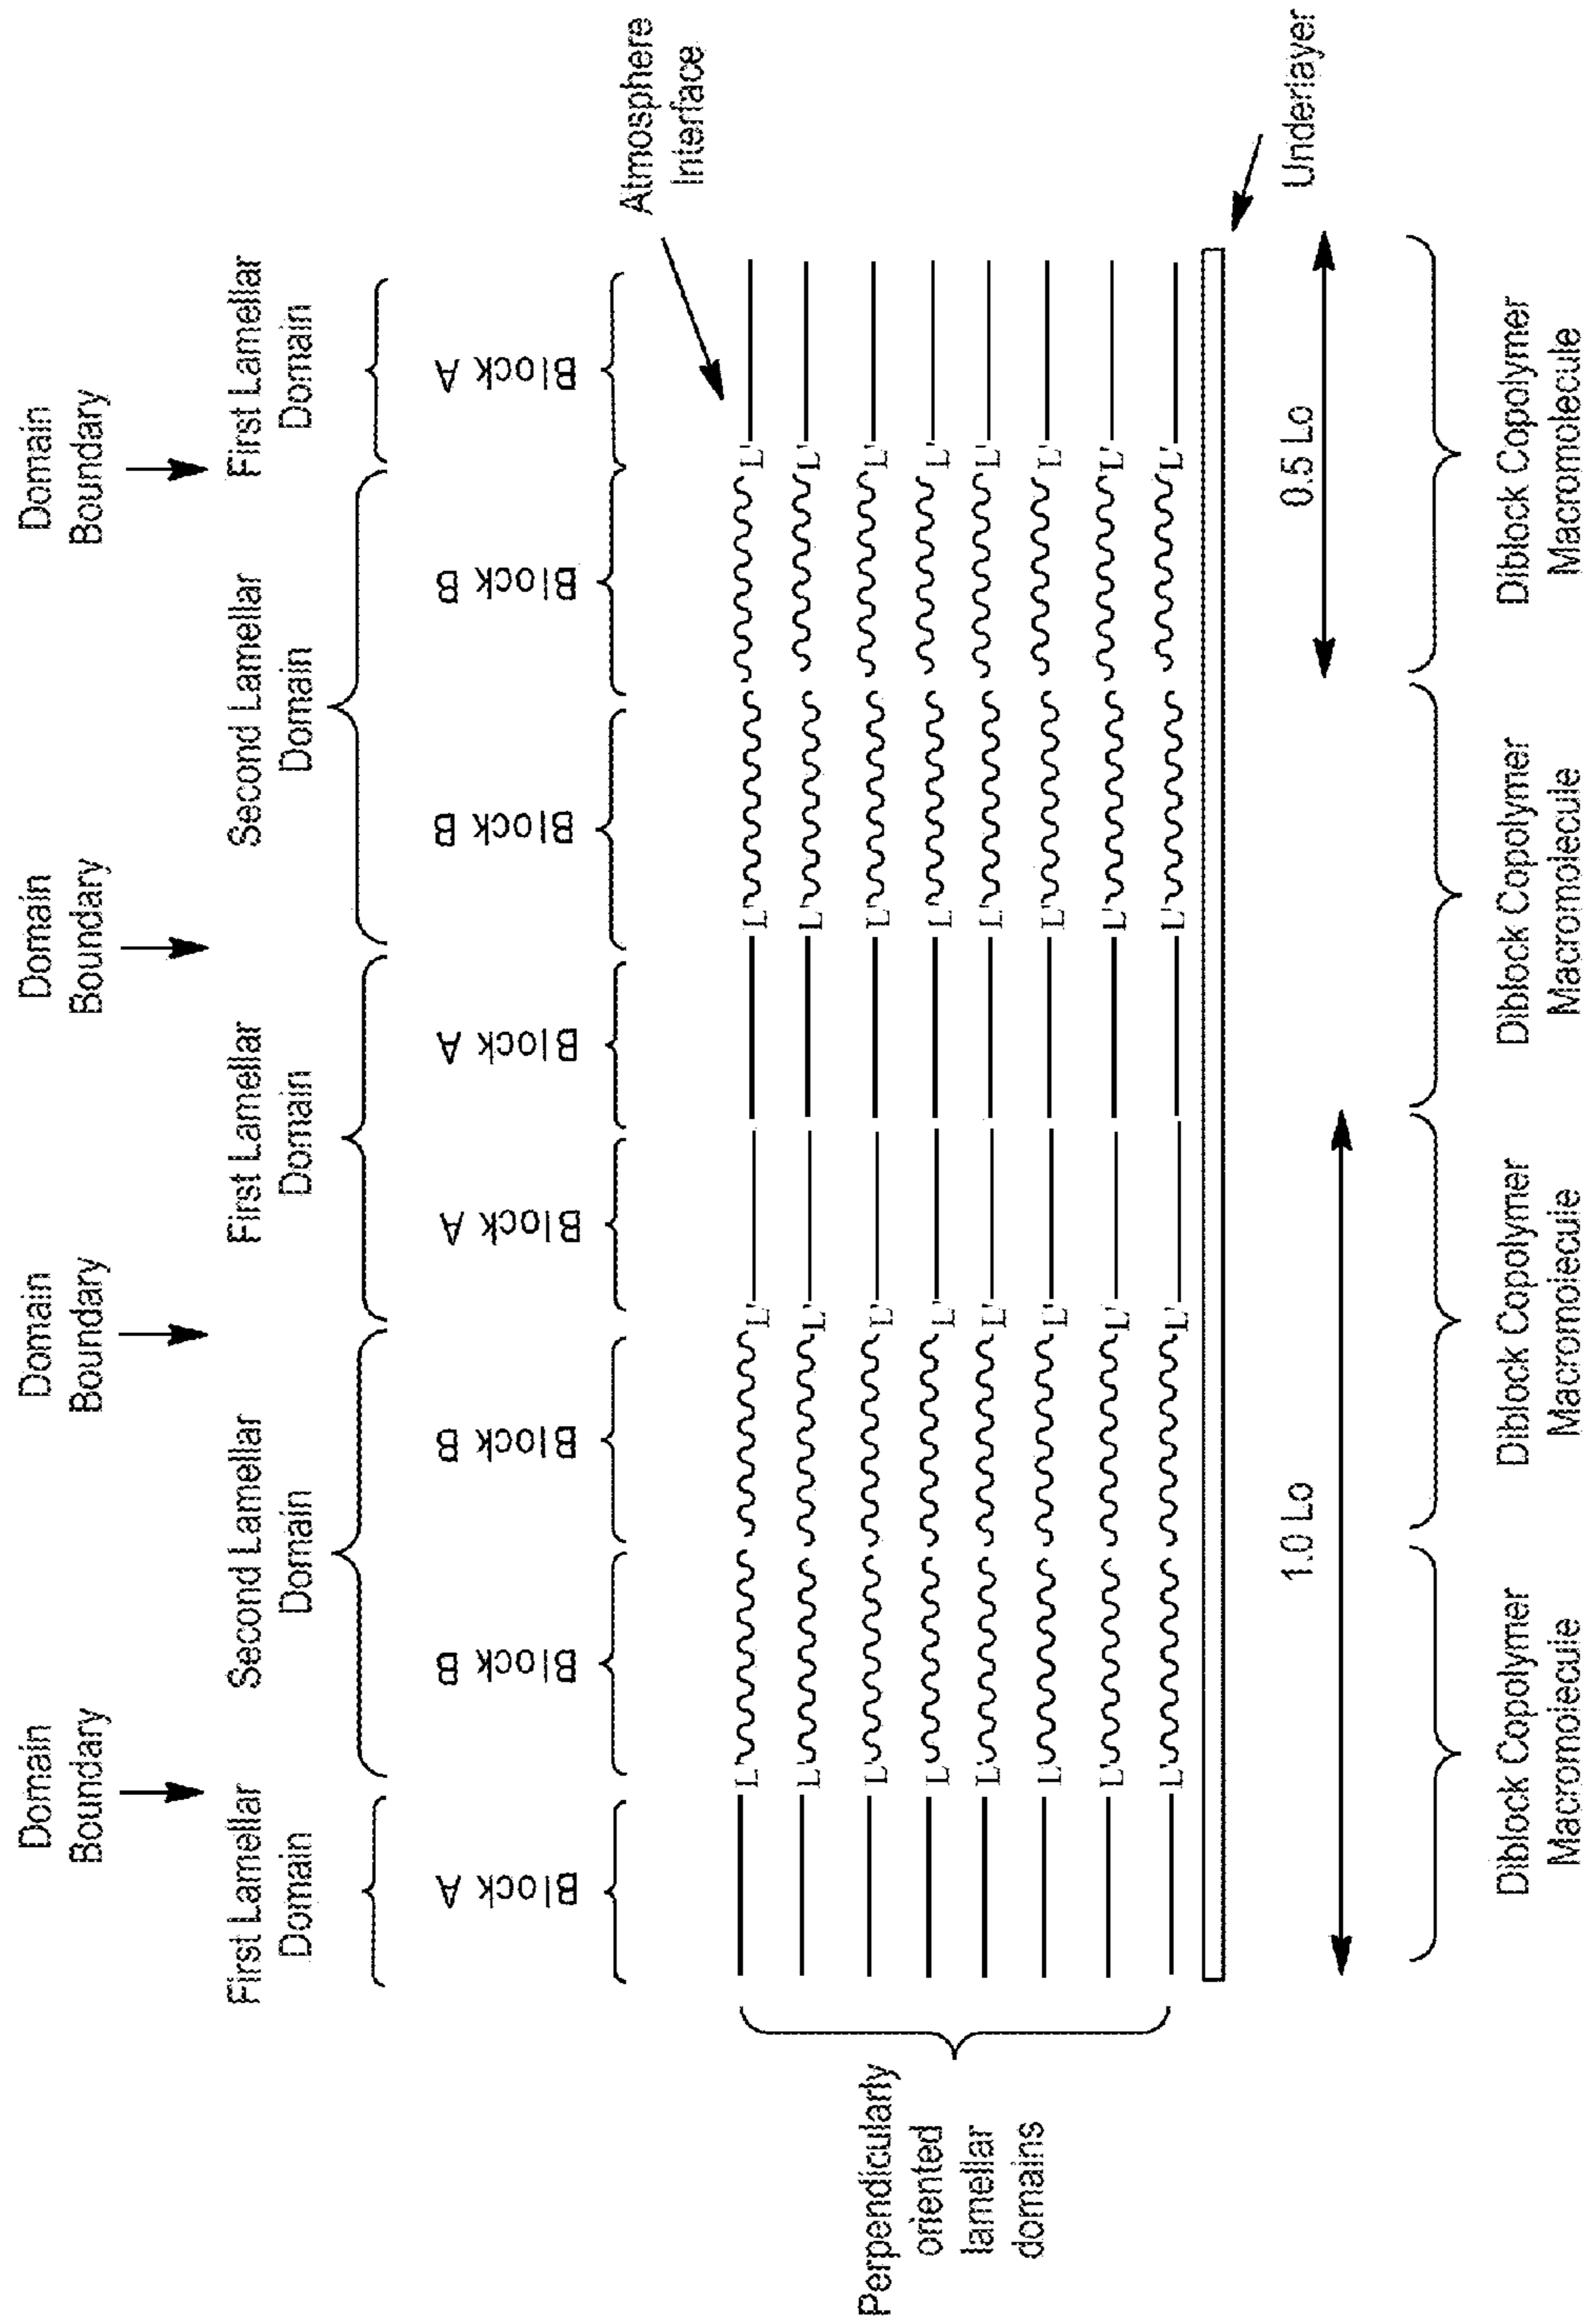 Domain
Boundary
Domain
Boundary
Domain
Boundary
Domain
Boundary
First Lamellar
Domain
Second Lamellar
Domain
First Lamellar
Domain
Second Lamellar
Domain
First Lamellar
Domain
Block A
Block B
Block B
Block A
Block A
Block B
Block B
Block A
Atmosphere
Interface
Perpendicularly
oriented
lamellar
domains
L' L' L' L'
L' L' L' L'
L' L' L' L'
L' L' L' L'
L' L' L' L'
L' L' L' L'
L' L' L' L'
L' L' L' L'
Underlayer
1.0 Lo
0.5 Lo
Diblock Copolymer
Macromolecule
Diblock Copolymer
Macromolecule
Diblock Copolymer
Macromolecule
Diblock Copolymer
Macromolecule